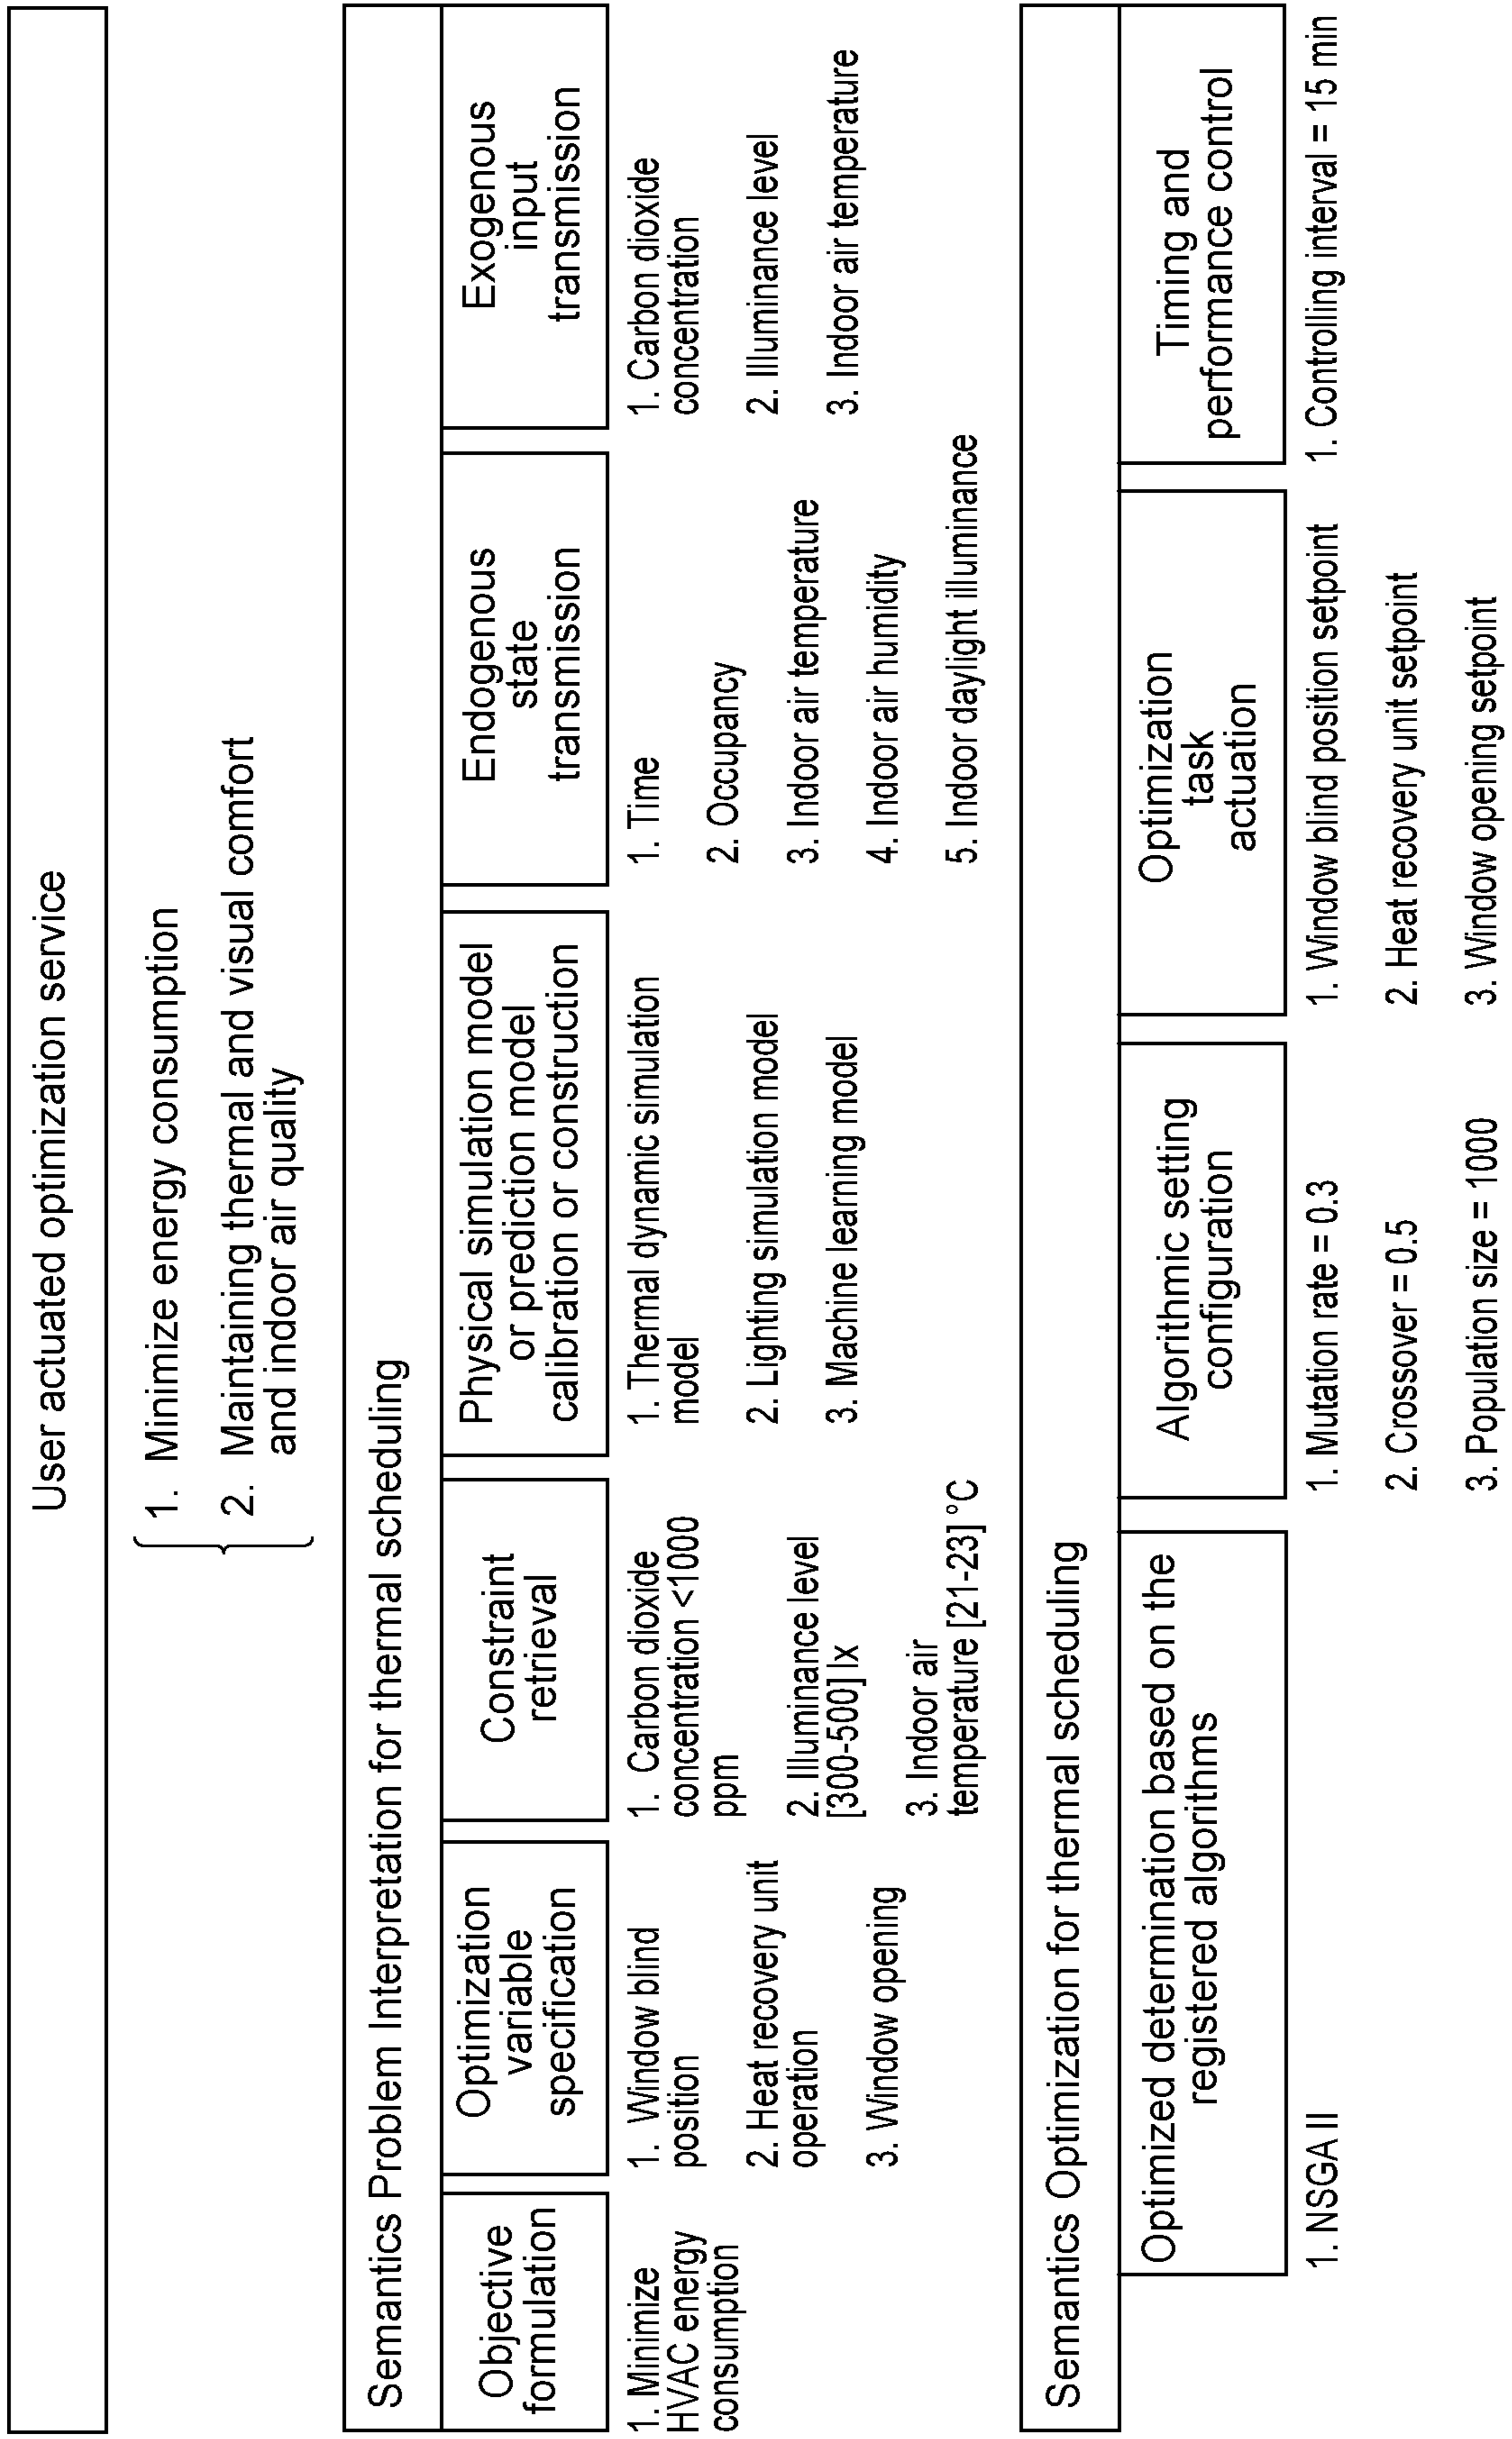 User actuated optimization service
1. Minimize energy consumption
2. Maintaining thermal and visual comfort
and indoor air quality
Semantics Problem Interpretation for thermal scheduling
Objective
formulation
1. Minimize
HVAC energy
consumption
Optimization
variable
specification
1. Window blind
position
2. Heat recovery unit
operation
3. Window opening
Constraint
retrieval
1. Carbon dioxide
concentration <1000
ppm
2. Illuminance level
[300-500] lx
3. Indoor air
temperature [21-23] °C
Physical simulation model
or prediction model
calibration or construction
1. Thermal dynamic simulation
model
2. Lighting simulation model
3. Machine learning model
Endogenous
state
transmission
1. Time
2. Occupancy
3. Indoor air temperature
4. Indoor air humidity
5. Indoor daylight illuminance
Exogenous
input
transmission
1. Carbon dioxide
concentration
2. Illuminance level
3. Indoor air temperature
Semantics Optimization for thermal scheduling
Optimized determination based on the
registered algorithms
1. NSGA II
Algorithmic setting
configuration
1. Mutation rate = 0.3
2. Crossover = 0.5
3. Population size = 1000
Optimization
task
actuation
1. Window blind position setpoint
2. Heat recovery unit setpoint
3. Window opening setpoint
Timing and
performance control
1. Controlling interval = 15 min